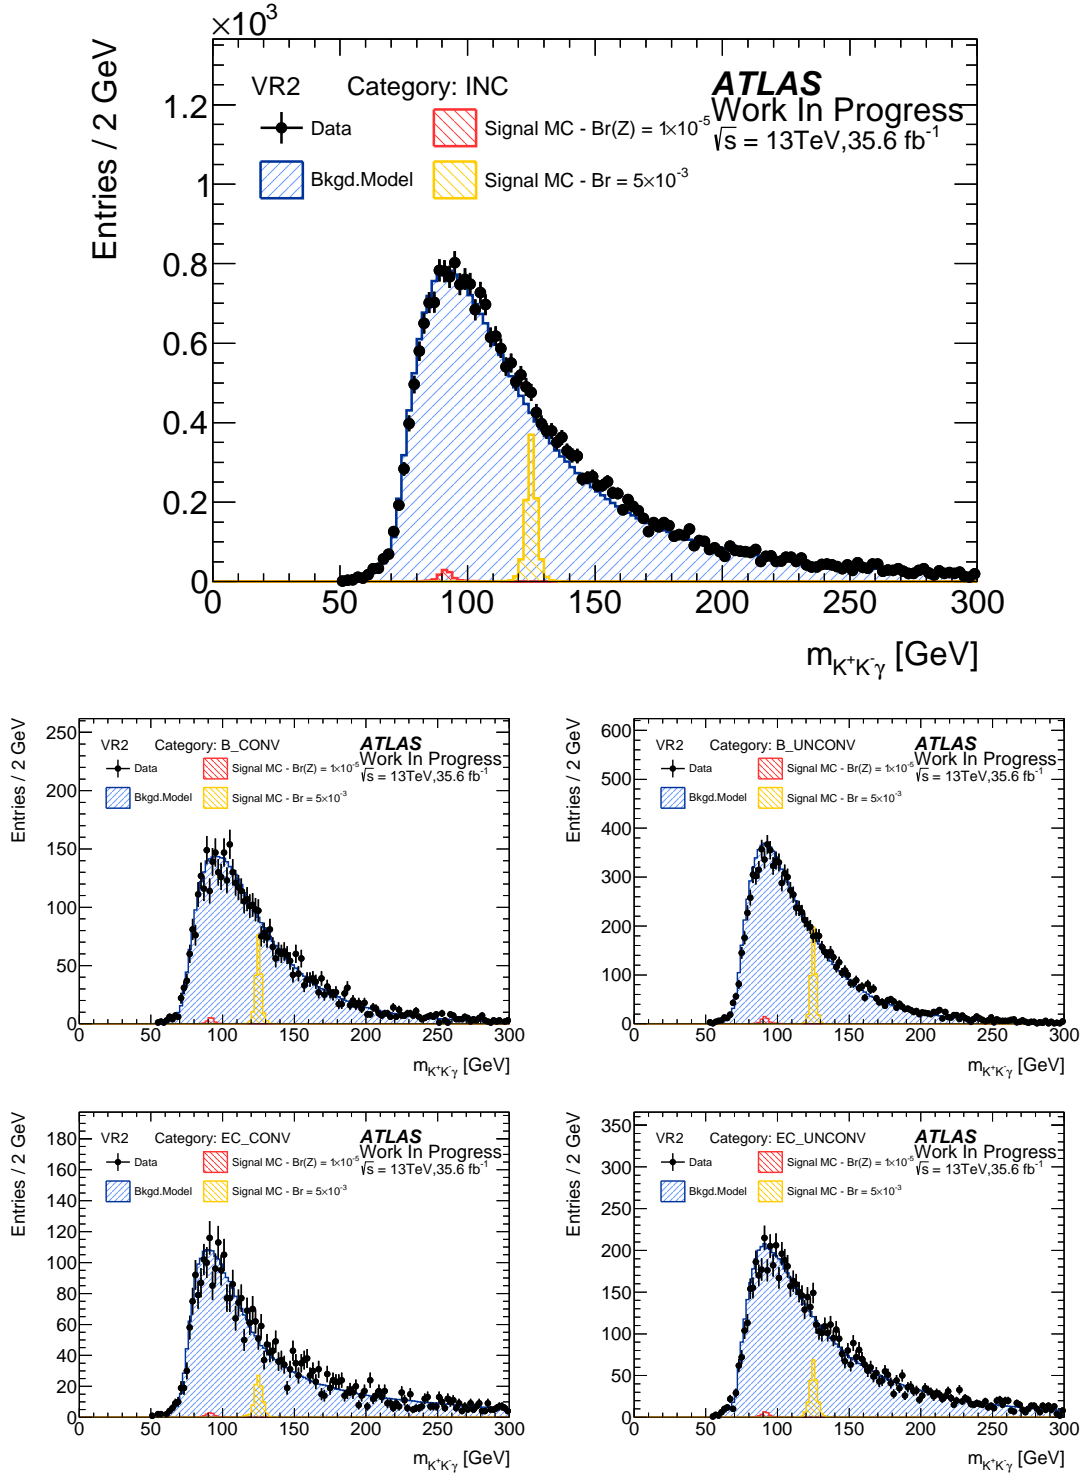 ×10³
Entries / 2 GeV
VR2 Category: INC
ATLAS
Work In Progress
√s = 13TeV,35.6 fb⁻¹
Data
Signal MC - Br(Z) = 1×10⁻⁵
Bkgd.Model
Signal MC - Br = 5×10⁻³
1.2
1
0.8
0.6
0.4
0.2
0
0 50 100 150 200 250 300
m_K⁺K⁻γ [GeV]
Entries / 2 GeV
VR2 Category: B_CONV
ATLAS
Work In Progress
√s = 13TeV,35.6 fb⁻¹
Data
Signal MC - Br(Z) = 1×10⁻⁵
Bkgd.Model
Signal MC - Br = 5×10⁻³
250
200
150
100
50
0
0 50 100 150 200 250 300
m_K⁺K⁻γ [GeV]
Entries / 2 GeV
VR2 Category: B_UNCONV
ATLAS
Work In Progress
√s = 13TeV,35.6 fb⁻¹
Data
Signal MC - Br(Z) = 1×10⁻⁵
Bkgd.Model
Signal MC - Br = 5×10⁻³
600
500
400
300
200
100
0
0 50 100 150 200 250 300
m_K⁺K⁻γ [GeV]
Entries / 2 GeV
VR2 Category: EC_CONV
ATLAS
Work In Progress
√s = 13TeV,35.6 fb⁻¹
Data
Signal MC - Br(Z) = 1×10⁻⁵
Bkgd.Model
Signal MC - Br = 5×10⁻³
180
160
140
120
100
80
60
40
20
0
0 50 100 150 200 250 300
m_K⁺K⁻γ [GeV]
Entries / 2 GeV
VR2 Category: EC_UNCONV
ATLAS
Work In Progress
√s = 13TeV,35.6 fb⁻¹
Data
Signal MC - Br(Z) = 1×10⁻⁵
Bkgd.Model
Signal MC - Br = 5×10⁻³
350
300
250
200
150
100
50
0
0 50 100 150 200 250 300
m_K⁺K⁻γ [GeV]